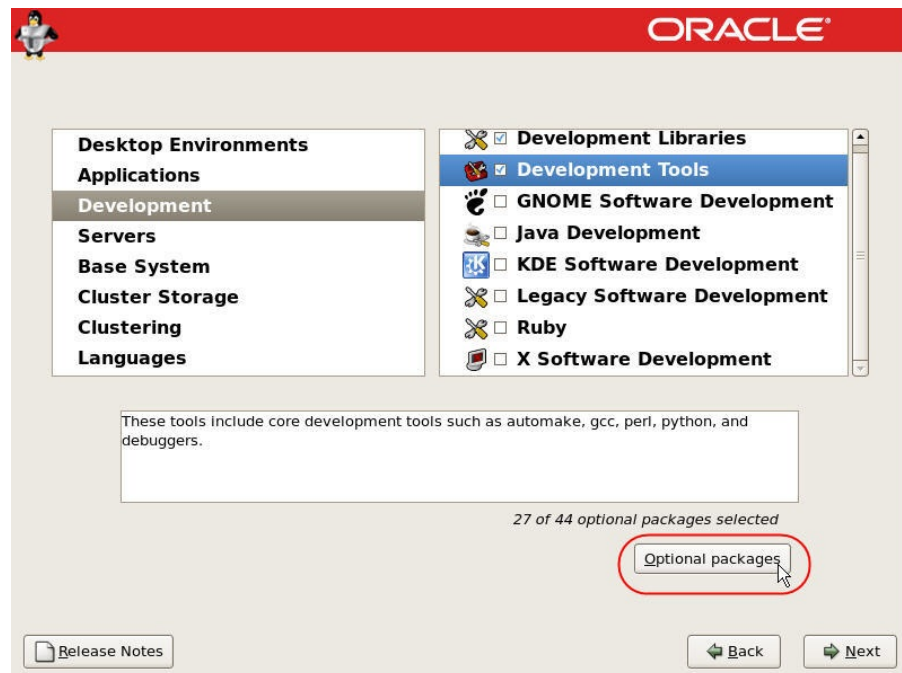 ORACLE®
Desktop Environments
Applications
Development
Servers
Base System
Cluster Storage
Clustering
Languages
Development Libraries
Development Tools
GNOME Software Development
Java Development
KDE Software Development
Legacy Software Development
Ruby
X Software Development
These tools include core development tools such as automake, gcc, perl, python, and
debuggers.
27 of 44 optional packages selected
Optional packages
Release Notes
Back
Next